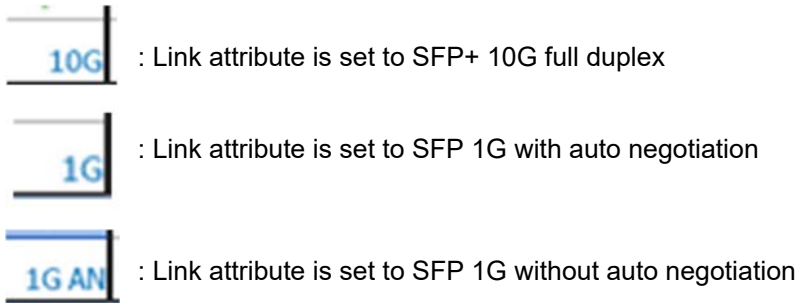 10G : Link attribute is set to SFP+ 10G full duplex
1G : Link attribute is set to SFP 1G with auto negotiation
1G AN : Link attribute is set to SFP 1G without auto negotiation